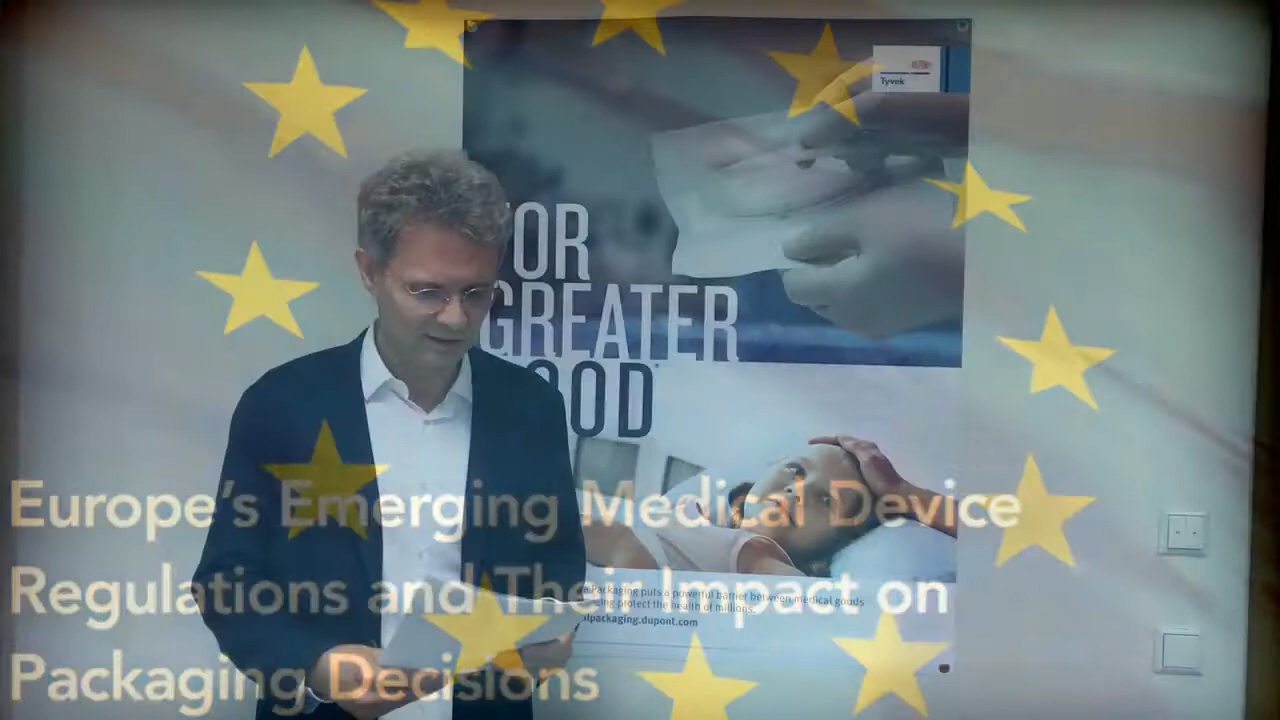 Tyvek
FOR
GREATER
GOOD
Packaging puts a powerful barrier between medical goods
protect the health of millions.
packaging.dupont.com
Europe's Emerging Medical Device
Regulations and Their Impact on
Packaging Decisions